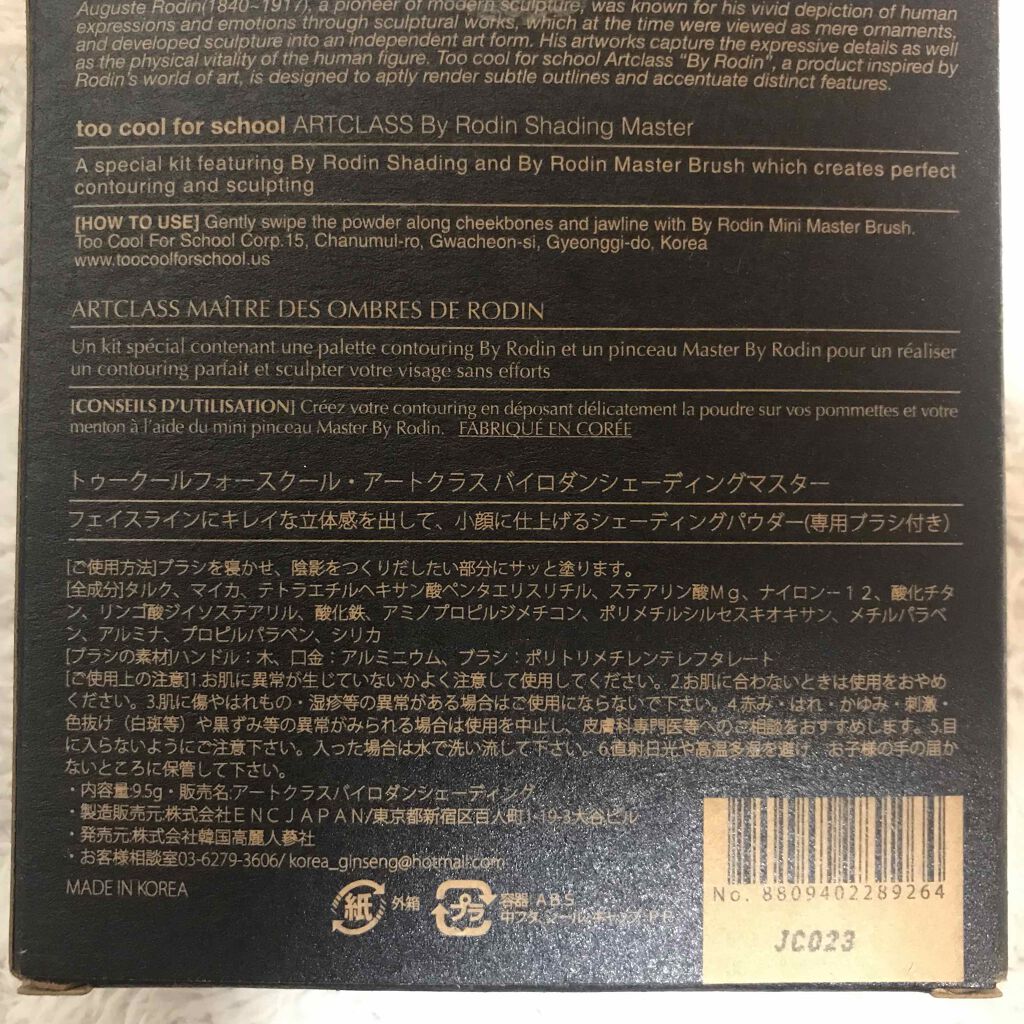 Auguste Rodin(1840~1917), a pioneer of modern sculpture, was known for his vivid depiction of human
expressions and emotions through sculptural works, which at the time were viewed as mere ornaments,
and developed sculpture into an independent art form. His artworks capture the expressive details as well
as the physical vitality of the human figure. Too cool for school Artclass "By Rodin", a product inspired by
Rodin's world of art, is designed to aptly render subtle outlines and accentuate distinct features.
too cool for school ARTCLASS By Rodin Shading Master
A special kit featuring By Rodin Shading and By Rodin Master Brush which creates perfect
contouring and sculpting
[HOW TO USE] Gently swipe the powder along cheekbones and jawline with By Rodin Mini Master Brush.
Too Cool For School Corp.15, Chanumul-ro, Gwacheon-si, Gyeonggi-do, Korea
www.toocoolforschool.us
ARTCLASS MAÎTRE DES OMBRES DE RODIN
Un kit spécial contenant une palette contouring By Rodin et un pinceau Master By Rodin pour un réaliser
un contouring parfait et sculpter votre visage sans efforts
[CONSEILS D'UTILISATION] Créez votre contouring en déposant délicatement la poudre sur vos pommettes et votre
menton à l'aide du mini pinceau Master By Rodin. FABRIQUÉ EN CORÉE
トゥークールフォースクール・アートクラス バイロダンシェーディングマスター
フェイスラインにキレイな立体感を出して、小顔に仕上げるシェーディングパウダー(専用ブラシ付き)
[ご使用方法]ブラシを寝かせ、陰影をつくりだしたい部分にサッと塗ります。
[全成分]タルク、マイカ、テトラエチルヘキサン酸ペンタエリスリチル、ステアリン酸Mg、ナイロン-12、酸化チタ
ン、リンゴ酸ジイソステアリル、酸化鉄、アミノプロピルジメチコン、ポリメチルシルセスキオキサン、メチルパラベ
ン、アルミナ、プロピルパラベン、シリカ
[ブラシの素材]ハンドル：木、口金：アルミニウム、ブラシ：ポリトリメチレンテレフタレート
[ご使用上の注意]1.お肌に異常が生じていないかよく注意して使用してください。2.お肌に合わないときは使用をおやめ
ください。3.肌に傷やはれもの・湿疹等の異常がある場合はご使用にならないで下さい。4.赤み・はれ・かゆみ・刺激・
色抜け（白斑等）や黒ずみ等の異常がみられる場合は使用を中止し、皮膚科専門医等へのご相談をおすすめします。5.目
に入らないようにご注意下さい。入った場合は水で洗い流して下さい。6.直射日光や高温多湿を避け、お子様の手の届か
ないところに保管して下さい。
・内容量:9.5g・販売名:アートクラスバイロダンシェーディング
・製造販売元:株式会社ENCJAPAN/東京都新宿区百人町1-19-3大谷ビル
・発売元:株式会社韓国高麗人蔘社
・お客様相談室03-6279-3606/ korea_ginseng@hotmail.com
MADE IN KOREA
紙 外箱 プラ 容器:ABS
中フタ,シール,キャップ:PP
No. 8809402289264
JC023